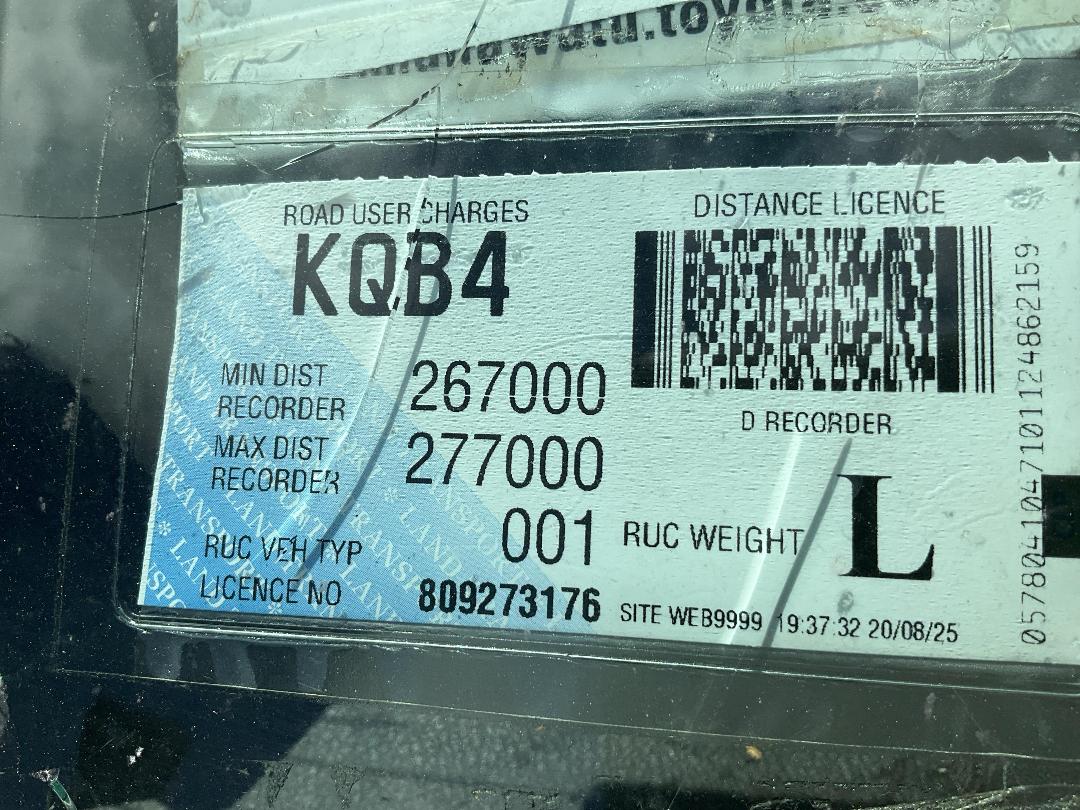 ROAD USER CHARGES
KQB4
MIN DIST
RECORDER 267000
MAX DIST
RECORDER 277000
RUC VEH TYP 001
LICENCE NO 809273176
DISTANCE LICENCE
D RECORDER
RUC WEIGHT L
SITE WEB9999 19:37:32 20/08/25
05780410471011248621​59